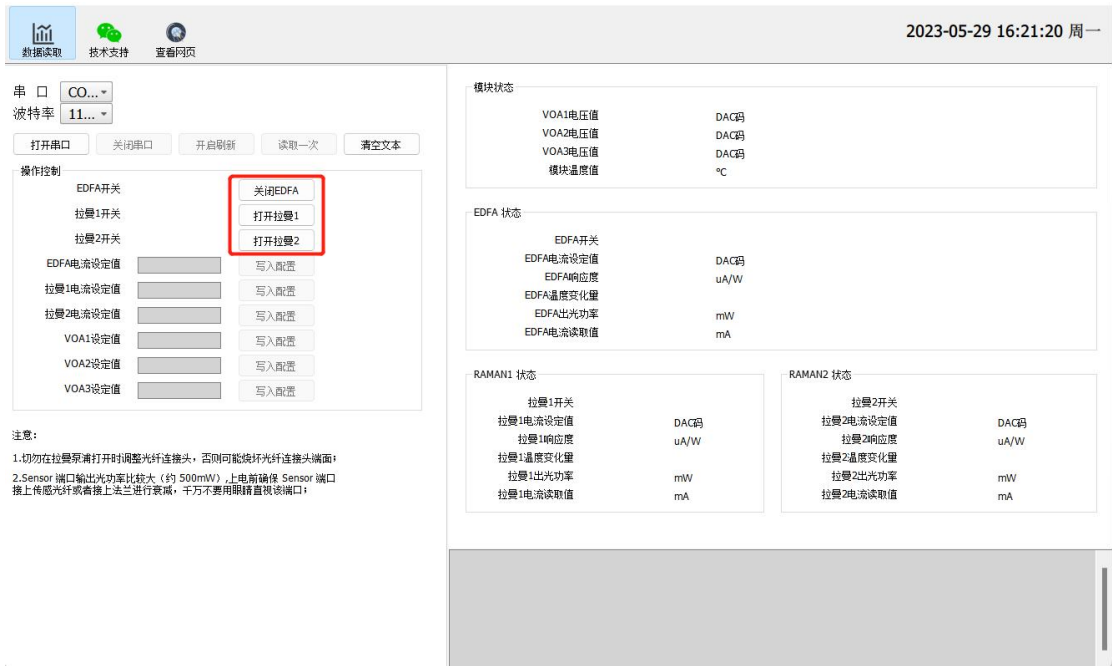 数据读取 技术支持 查看网页
2023-05-29 16:21:20 周一
串 口 CO...
波特率 11...
打开串口 关闭串口 开启刷新 读取一次 清空文本
操作控制
EDFA开关 关闭EDFA
拉曼1开关 打开拉曼1
拉曼2开关 打开拉曼2
EDFA电流设定值 写入配置
拉曼1电流设定值 写入配置
拉曼2电流设定值 写入配置
VOA1设定值 写入配置
VOA2设定值 写入配置
VOA3设定值 写入配置
注意:
1.切勿在拉曼泵浦打开时调整光纤连接头,否则可能烧坏光纤连接头端面;
2.Sensor 端口输出光功率比较大（约 500mW）,上电前确保 Sensor 端口
接上传感光纤或者接上法兰进行衰减,千万不要用眼睛直视该端口;
模块状态
VOA1电压值 DAC码
VOA2电压值 DAC码
VOA3电压值 DAC码
模块温度值 °C
EDFA 状态
EDFA开关
EDFA电流设定值 DAC码
EDFA响应度 uA/W
EDFA温度变化量
EDFA出光功率 mW
EDFA电流读取值 mA
RAMAN1 状态
拉曼1开关
拉曼1电流设定值 DAC码
拉曼1响应度 uA/W
拉曼1温度变化量
拉曼1出光功率 mW
拉曼1电流读取值 mA
RAMAN2 状态
拉曼2开关
拉曼2电流设定值 DAC码
拉曼2响应度 uA/W
拉曼2温度变化量
拉曼2出光功率 mW
拉曼2电流读取值 mA